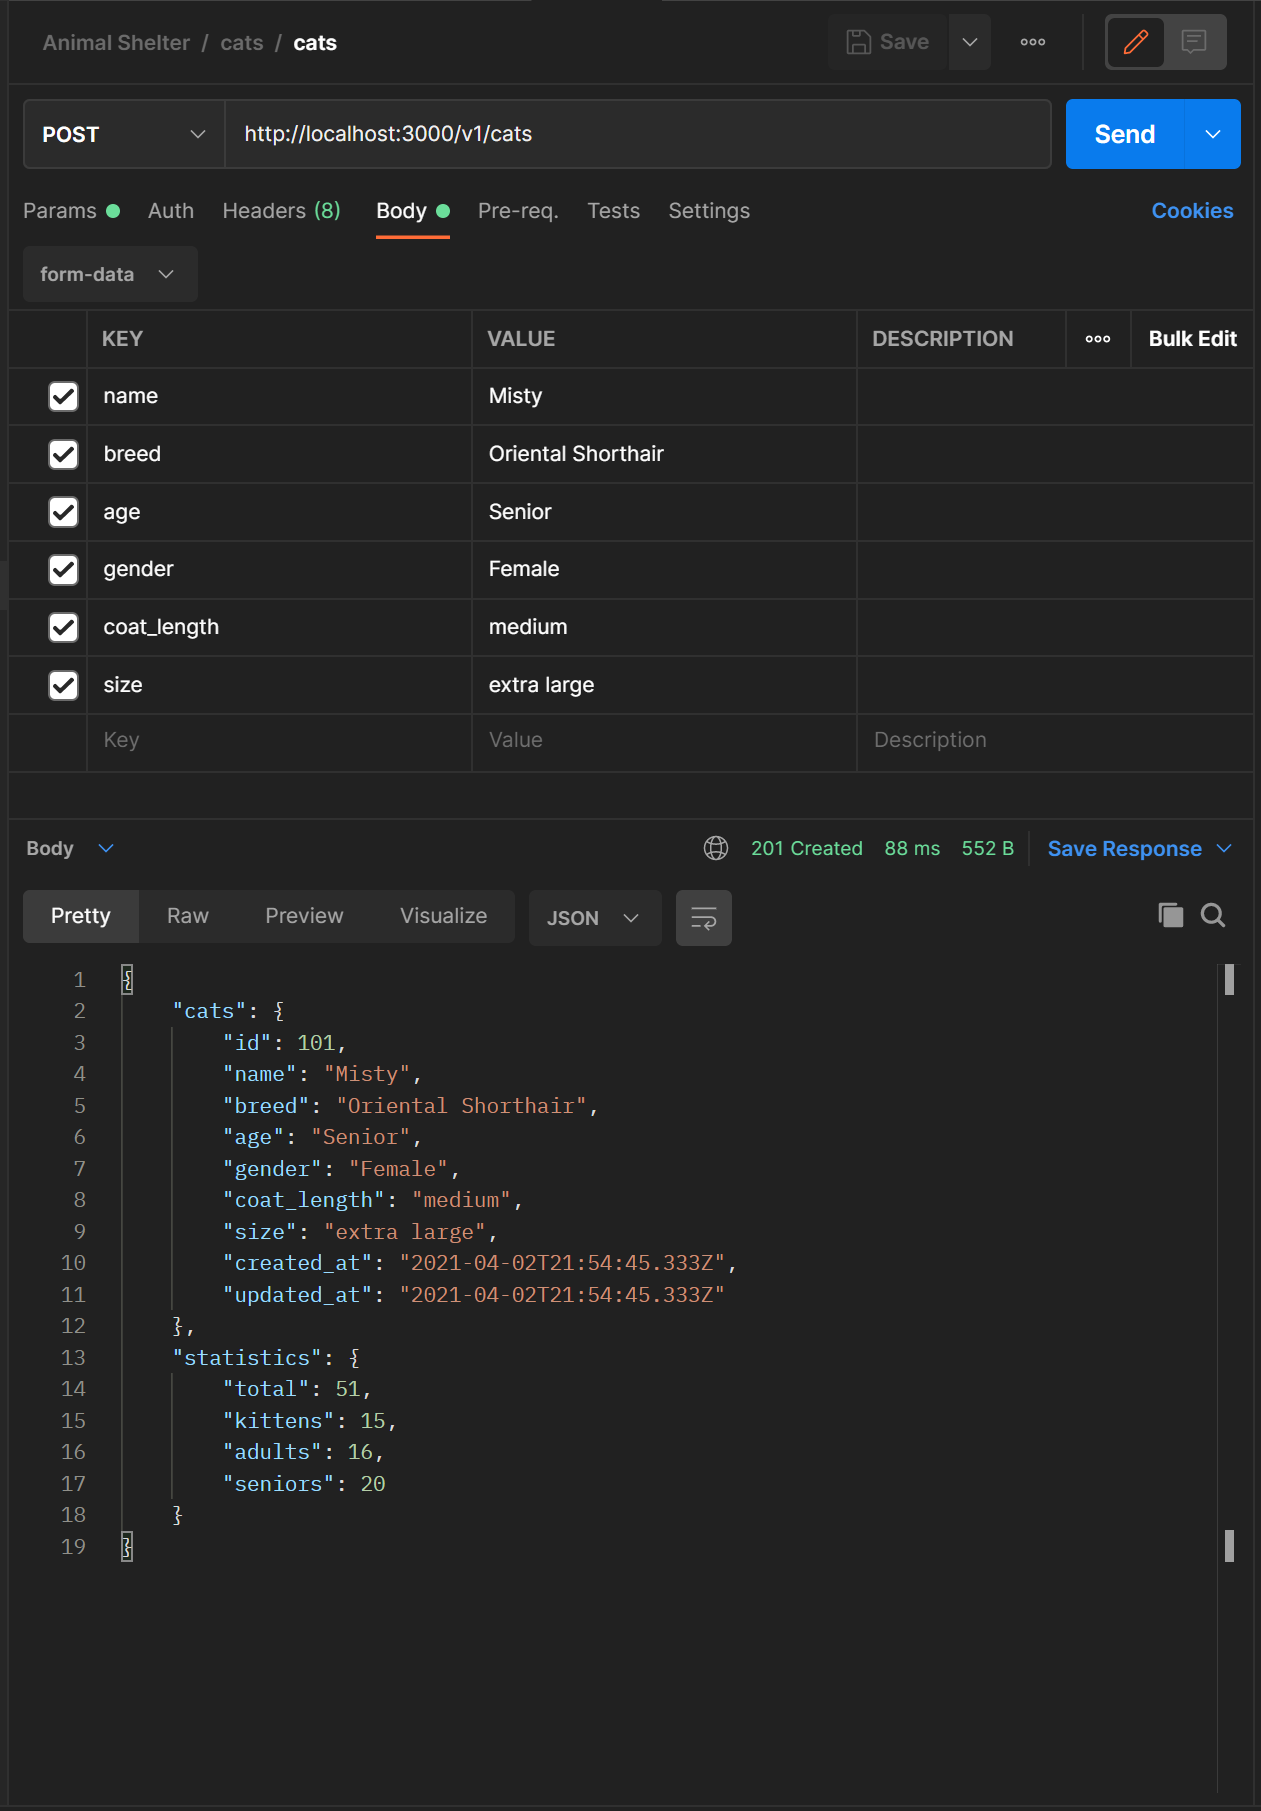 Animal Shelter / cats / cats Save
POST http://localhost:3000/v1/cats Send
Params Auth Headers (8) Body Pre-req. Tests Settings Cookies
form-data
KEY VALUE DESCRIPTION Bulk Edit
name Misty
breed Oriental Shorthair
age Senior
gender Female
coat_length medium
size extra large
Key Value Description
Body 201 Created 88 ms 552 B Save Response
Pretty Raw Preview Visualize JSON
1 {
2 "cats": {
3 "id": 101,
4 "name": "Misty",
5 "breed": "Oriental Shorthair",
6 "age": "Senior",
7 "gender": "Female",
8 "coat_length": "medium",
9 "size": "extra large",
10 "created_at": "2021-04-02T21:54:45.333Z",
11 "updated_at": "2021-04-02T21:54:45.333Z"
12 },
13 "statistics": {
14 "total": 51,
15 "kittens": 15,
16 "adults": 16,
17 "seniors": 20
18 }
19 }